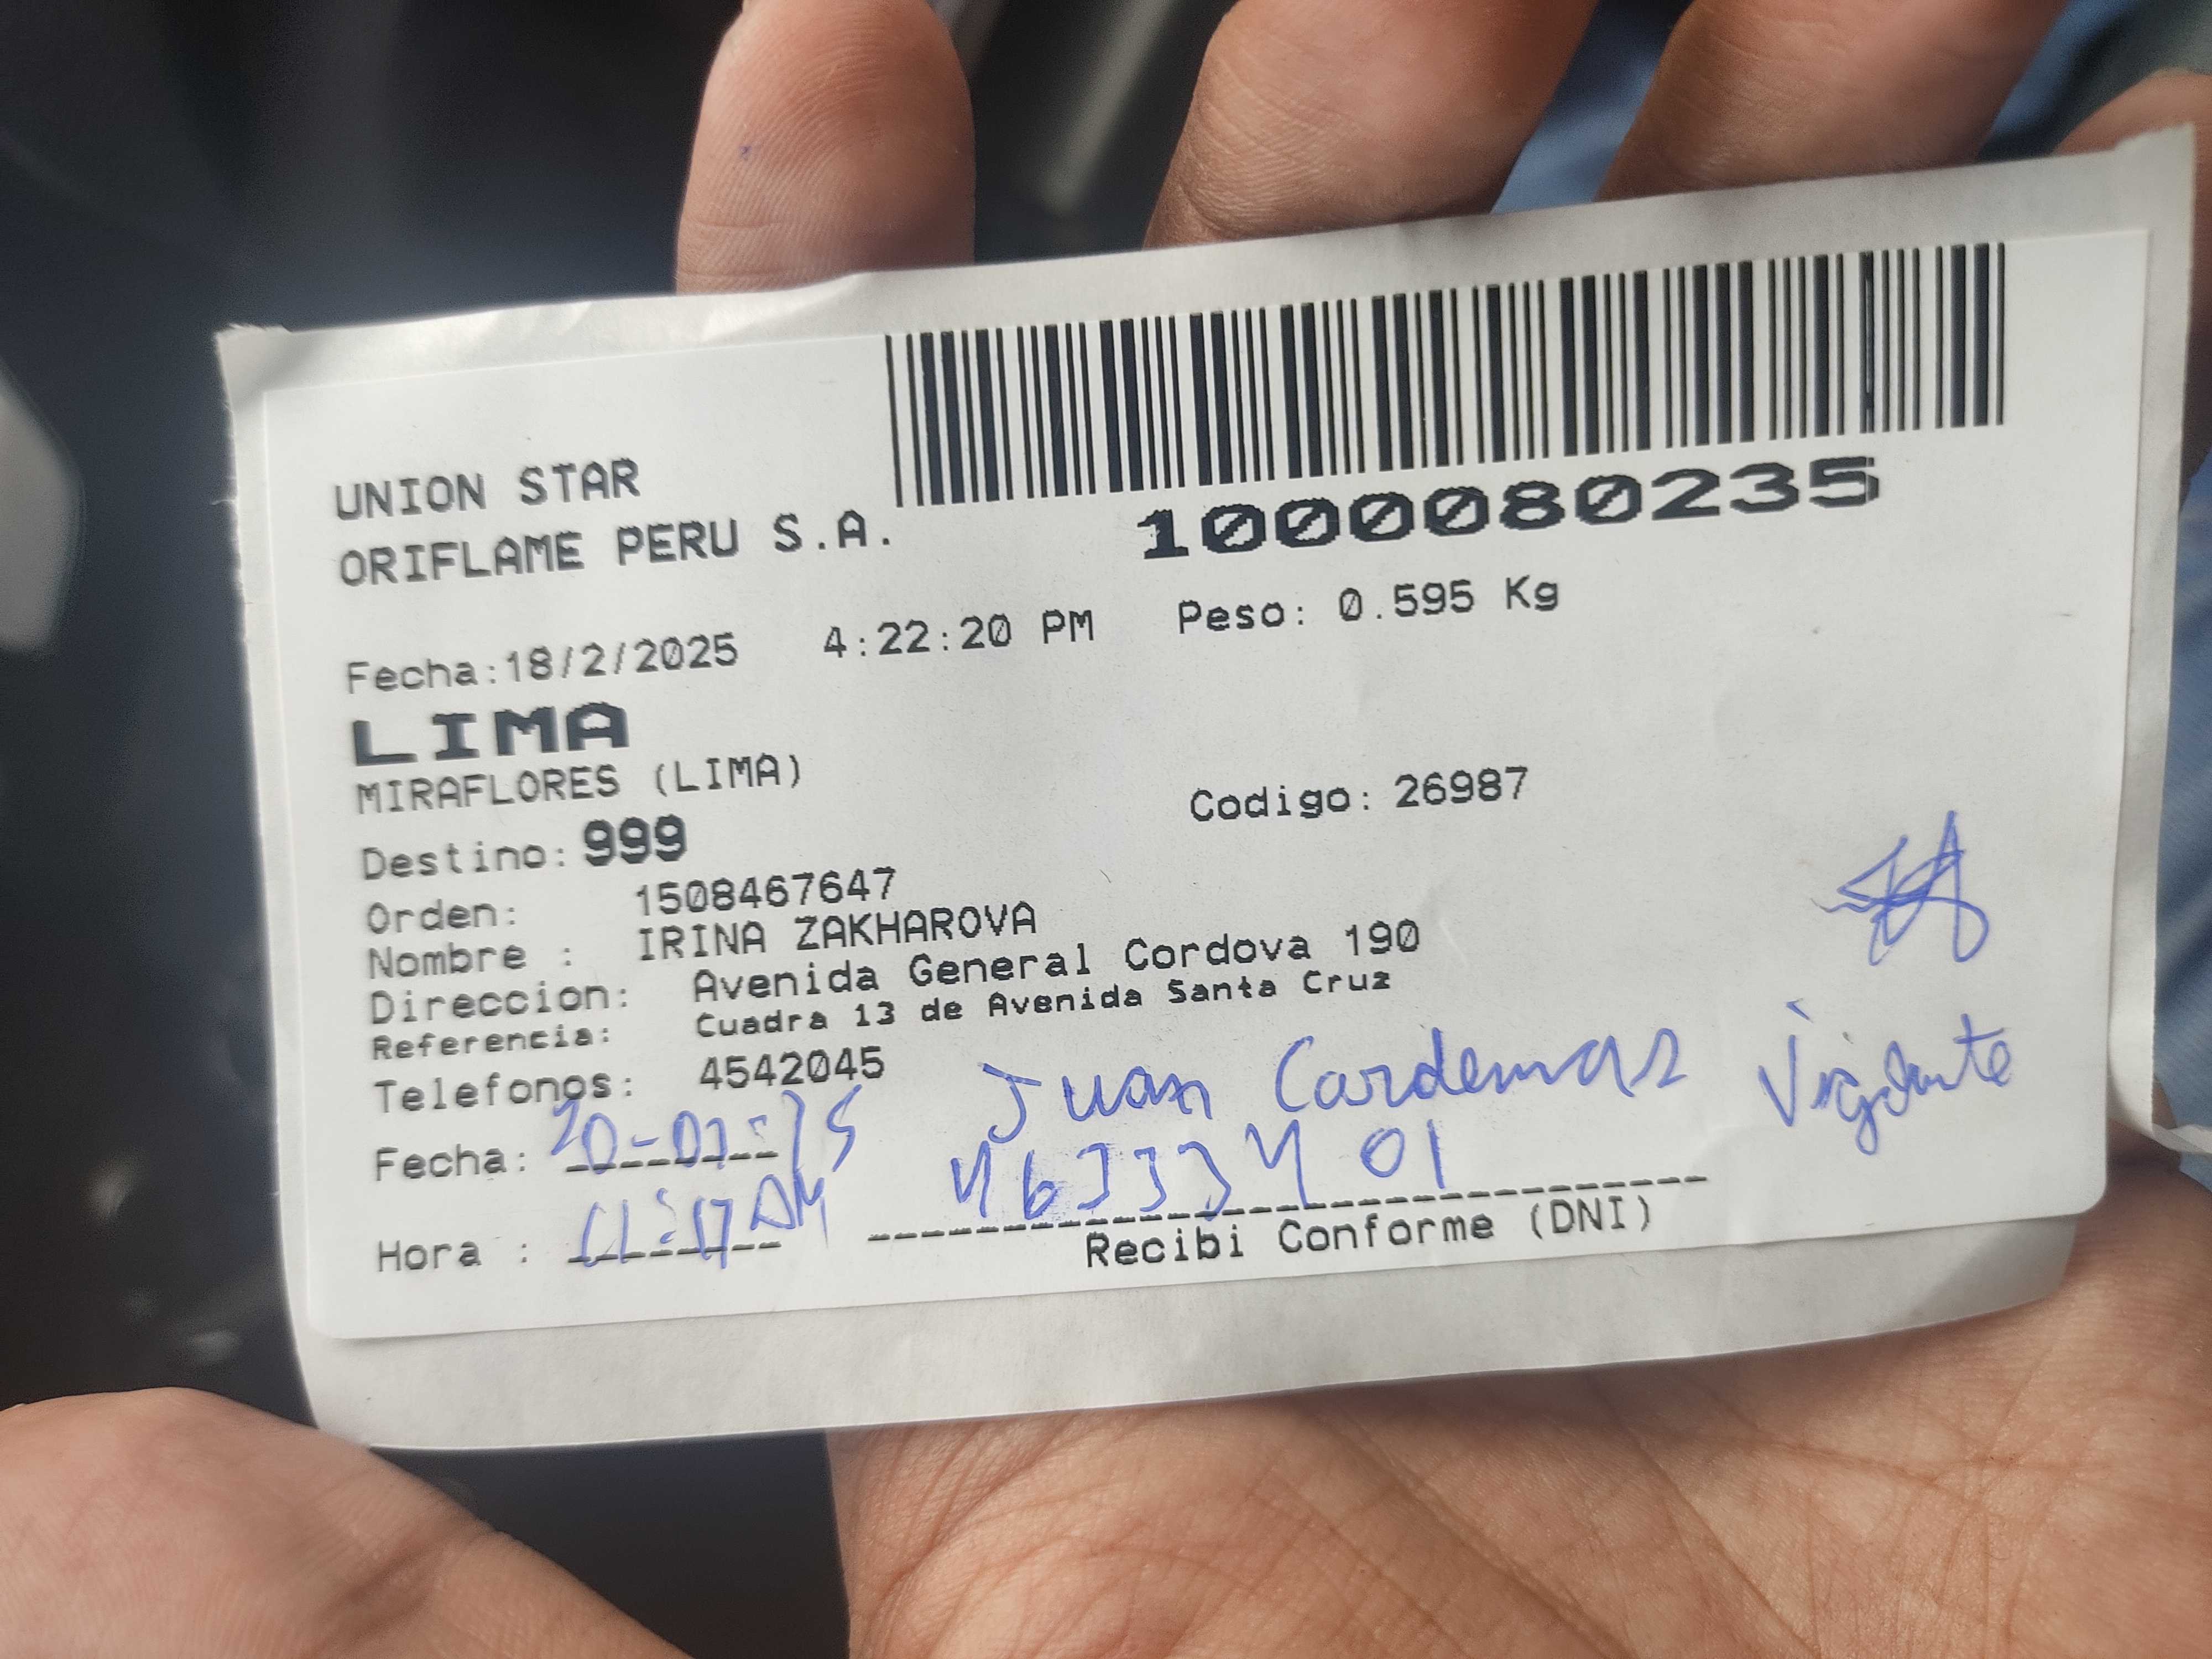 UNION STAR
ORIFLAME PERU S.A.
1000080235
Fecha:18/2/2025 4:22:20 PM Peso: 0.595 Kg
LIMA
MIRAFLORES (LIMA)
Destino: 999 Codigo: 26987
Orden: 1508467647
Nombre : IRINA ZAKHAROVA
Direccion: Avenida General Cordova 190
Referencia: Cuadra 13 de Avenida Santa Cruz
Telefonos: 4542045
Juan Cardemas Vigilante
Fecha:
Hora :
Recibi Conforme (DNI)